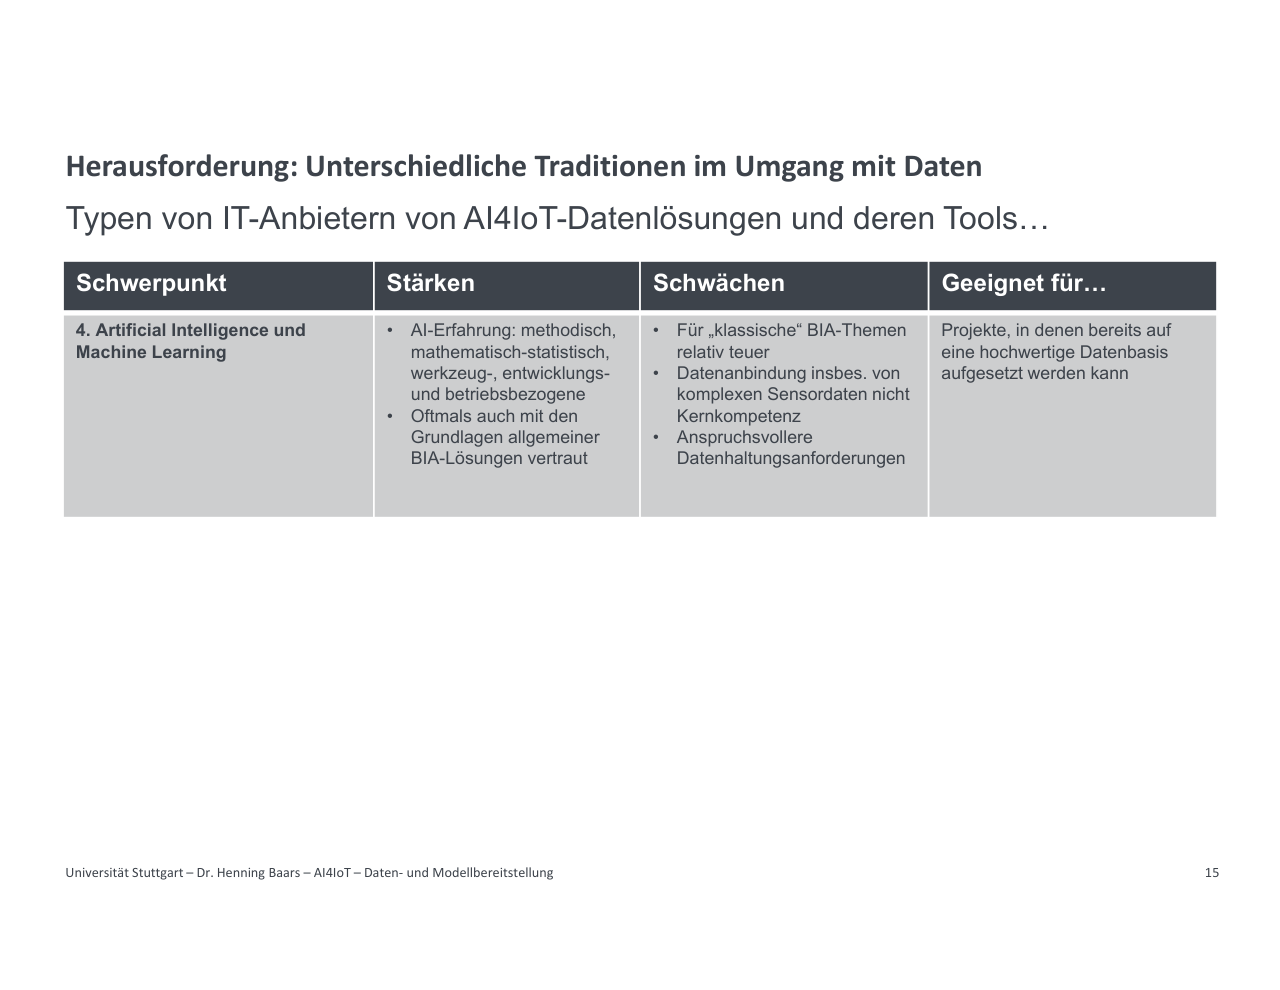 Herausforderung: Unterschiedliche Traditionen im Umgang mit Daten
Typen von IT-Anbietern von AI4IoT-Datenlösungen und deren Tools…
Schwerpunkt
Stärken
Schwächen
Geeignet für…
4. Artificial Intelligence und
Machine Learning
• AI-Erfahrung: methodisch,
mathematisch-statistisch,
werkzeug-, entwicklungs-
und betriebsbezogene
• Oftmals auch mit den
Grundlagen allgemeiner
BIA-Lösungen vertraut
• Für „klassische“ BIA-Themen
relativ teuer
• Datenanbindung insbes. von
komplexen Sensordaten nicht
Kernkompetenz
• Anspruchsvollere
Datenhaltungsanforderungen
Projekte, in denen bereits auf
eine hochwertige Datenbasis
aufgesetzt werden kann
Universität Stuttgart – Dr. Henning Baars – AI4IoT – Daten- und Modellbereitstellung
15